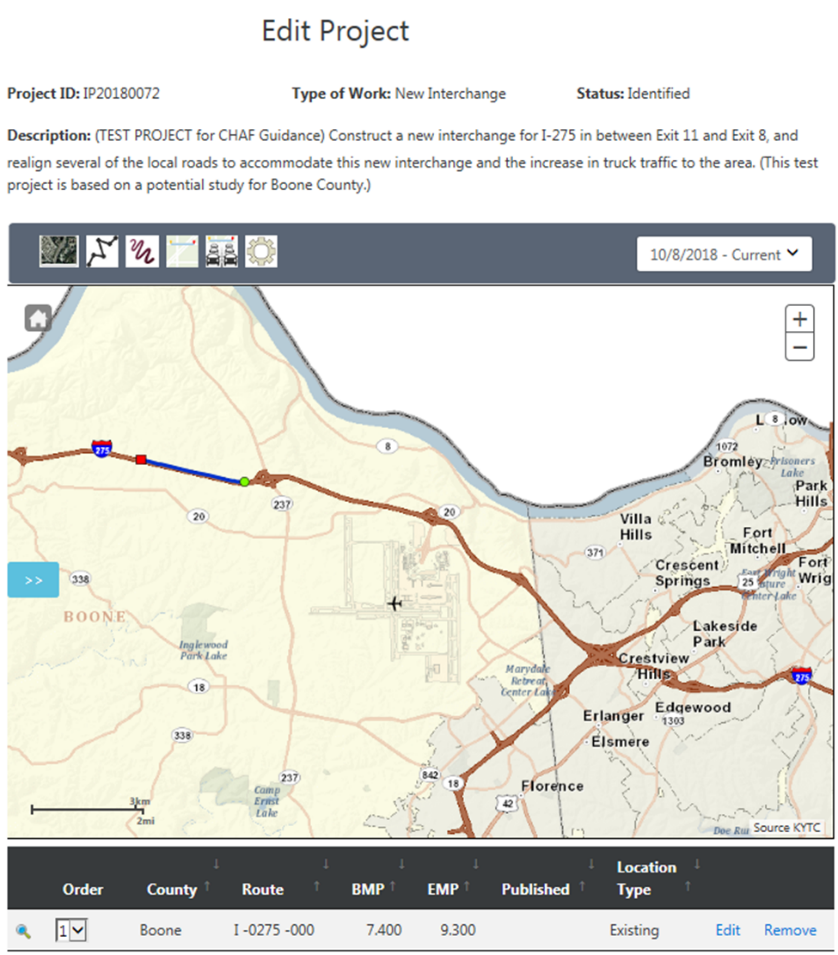 Edit Project
Project ID: IP20180072 Type of Work: New Interchange Status: Identified
Description: (TEST PROJECT for CHAF Guidance) Construct a new interchange for I-275 in between Exit 11 and Exit 8, and
realign several of the local roads to accommodate this new interchange and the increase in truck traffic to the area. (This test
project is based on a potential study for Boone County.)
10/8/2018 - Current
+
−
8
L 8 low
1072
Bromley
Prisoners
Lake
275
Park
Hills
237
20
20
Villa
Hills
371
Fort
Mitchell
Crescent
Springs
Fort
Wrig
25
>>
338
BOONE
Lakeside
Park
Inglewood
Park Lake
Marydale
Retreat
Center Lake
Crestview
Hills
275
18
Erlanger
Edgewood
1303
Elsmere
338
237
842
18
Florence
Camp
Ernst
Lake
42
3km
2mi
Doe Run
Source KYTC
Order County Route BMP EMP Published Location
Type
1 Boone I -0275 -000 7.400 9.300 Existing Edit Remove